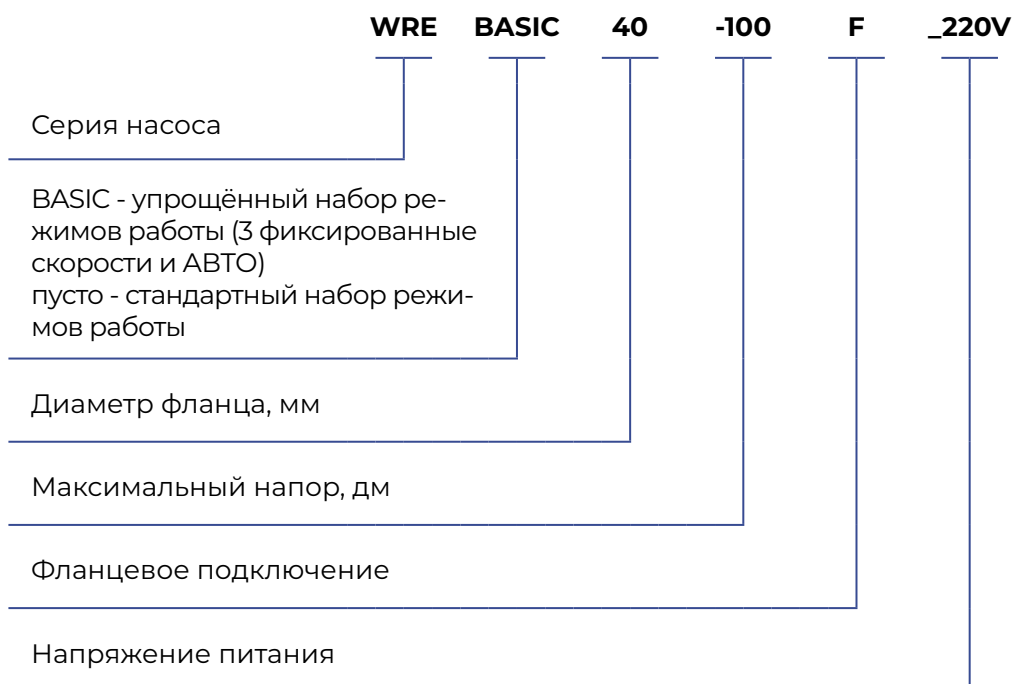 WRE BASIC 40 -100 F _220V
Серия насоса
BASIC - упрощённый набор ре-
жимов работы (3 фиксированные
скорости и АВТО)
пусто - стандартный набор режи-
мов работы
Диаметр фланца, мм
Максимальный напор, дм
Фланцевое подключение
Напряжение питания